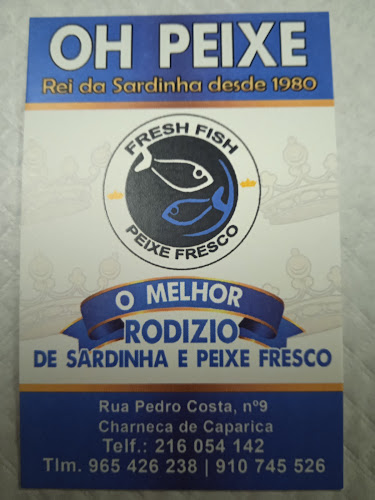 OH PEIXE
Rei da Sardinha desde 1980
FRESH FISH
PEIXE FRESCO
O MELHOR
RODIZIO
DE SARDINHA E PEIXE FRESCO
Rua Pedro Costa, nº9
Charneca de Caparica
Telf.: 216 054 142
Tlm. 965 426 238 | 910 745 526